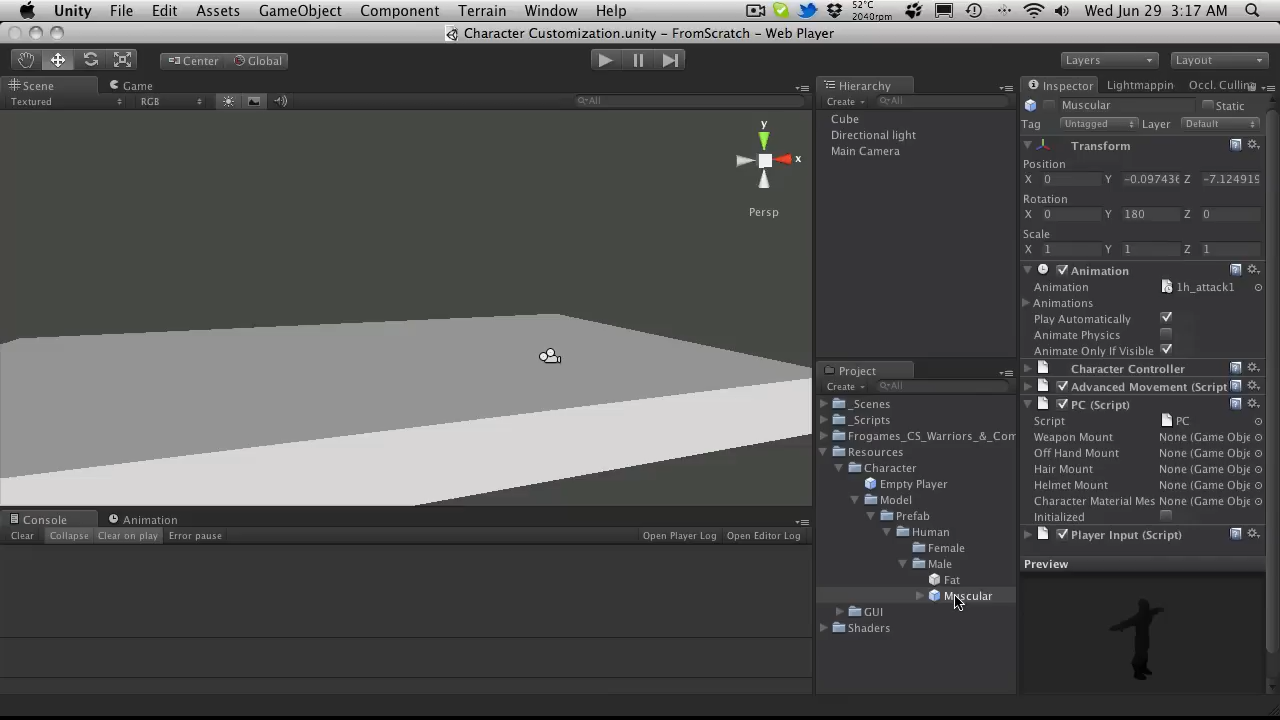 Unity File Edit Assets GameObject Component Terrain Window Help 52°C 2040rpm Wed Jun 29 3:17 AM
Character Customization.unity – FromScratch – Web Player
Center Global Layers Layout
Scene Game
Textured RGB All
y
x
Persp
Hierarchy
Create All
Cube
Directional light
Main Camera
Project
Create All
_Scenes
_Scripts
Frogames_CS_Warriors_&_Com
Resources
Character
Empty Player
Model
Prefab
Human
Female
Male
Fat
Muscular
GUI
Shaders
Inspector Lightmappin Occl. Cullin
Muscular Static
Tag Untagged Layer Default
Transform
Position
X 0 Y -0.097436 Z -7.124919
Rotation
X 0 Y 180 Z 0
Scale
X 1 Y 1 Z 1
Animation
Animation 1h_attack1
Animations
Play Automatically
Animate Physics
Animate Only If Visible
Character Controller
Advanced Movement (Script
PC (Script)
Script PC
Weapon Mount None (Game Obje
Off Hand Mount None (Game Obje
Hair Mount None (Game Obje
Helmet Mount None (Game Obje
Character Material Mes None (Game Obje
Initialized
Player Input (Script)
Preview
Console Animation
Clear Collapse Clear on play Error pause Open Player Log Open Editor Log